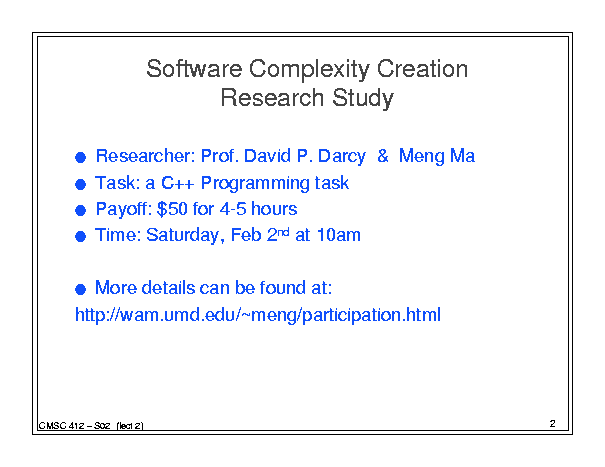 Software Complexity Creation
Research Study
● Researcher: Prof. David P. Darcy & Meng Ma
● Task: a C++ Programming task
● Payoff: $50 for 4-5 hours
● Time: Saturday, Feb 2nd at 10am
● More details can be found at:
http://wam.umd.edu/~meng/participation.html
CMSC 412 – S02 (lect 2)
2